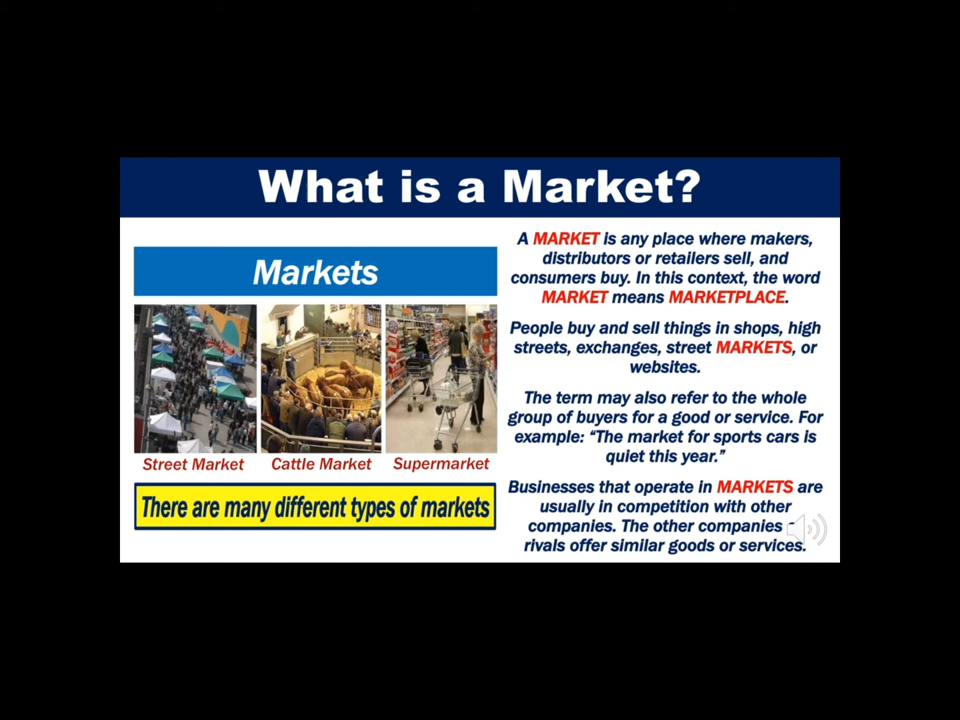 What is a Market?
Markets
Street Market
Cattle Market
Supermarket
There are many different types of markets
A MARKET is any place where makers,
distributors or retailers sell, and
consumers buy. In this context, the word
MARKET means MARKETPLACE.
People buy and sell things in shops, high
streets, exchanges, street MARKETS, or
websites.
The term may also refer to the whole
group of buyers for a good or service. For
example: “The market for sports cars is
quiet this year.”
Businesses that operate in MARKETS are
usually in competition with other
companies. The other companies -
rivals offer similar goods or services.